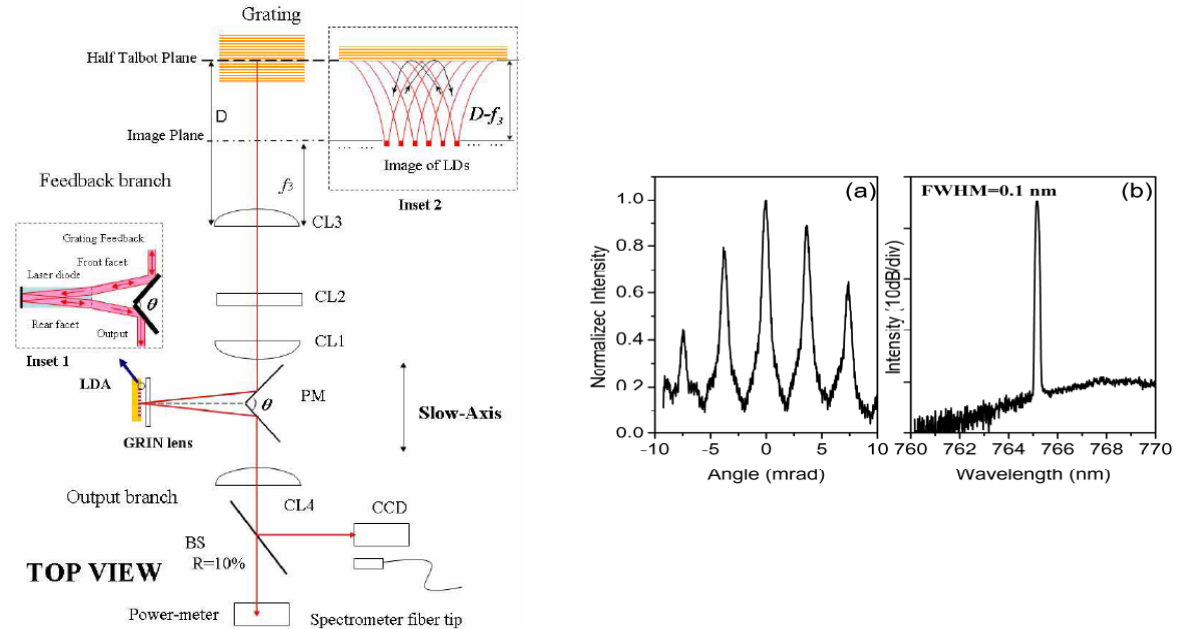 Grating
Half Talbot Plane
D
D-f3
Image Plane
... ...
... ...
Image of LDs
f3
Feedback branch
Inset 2
CL3
Grating Feedback
Front facet
Laser diode
θ
Rear facet
Output
Inset 1
CL2
CL1
LDA
PM
θ
Slow-Axis
GRIN lens
Output branch
CL4
CCD
BS
R=10%
TOP VIEW
Power-meter
Spectrometer fiber tip
(a)
Normalizec Intensity
1.0
0.8
0.6
0.4
0.2
0.0
-10
-5
0
5
10
Angle (mrad)
FWHM=0.1 nm
(b)
Intensity (10dB/div)
760
762
764
766
768
770
Wavelength (nm)